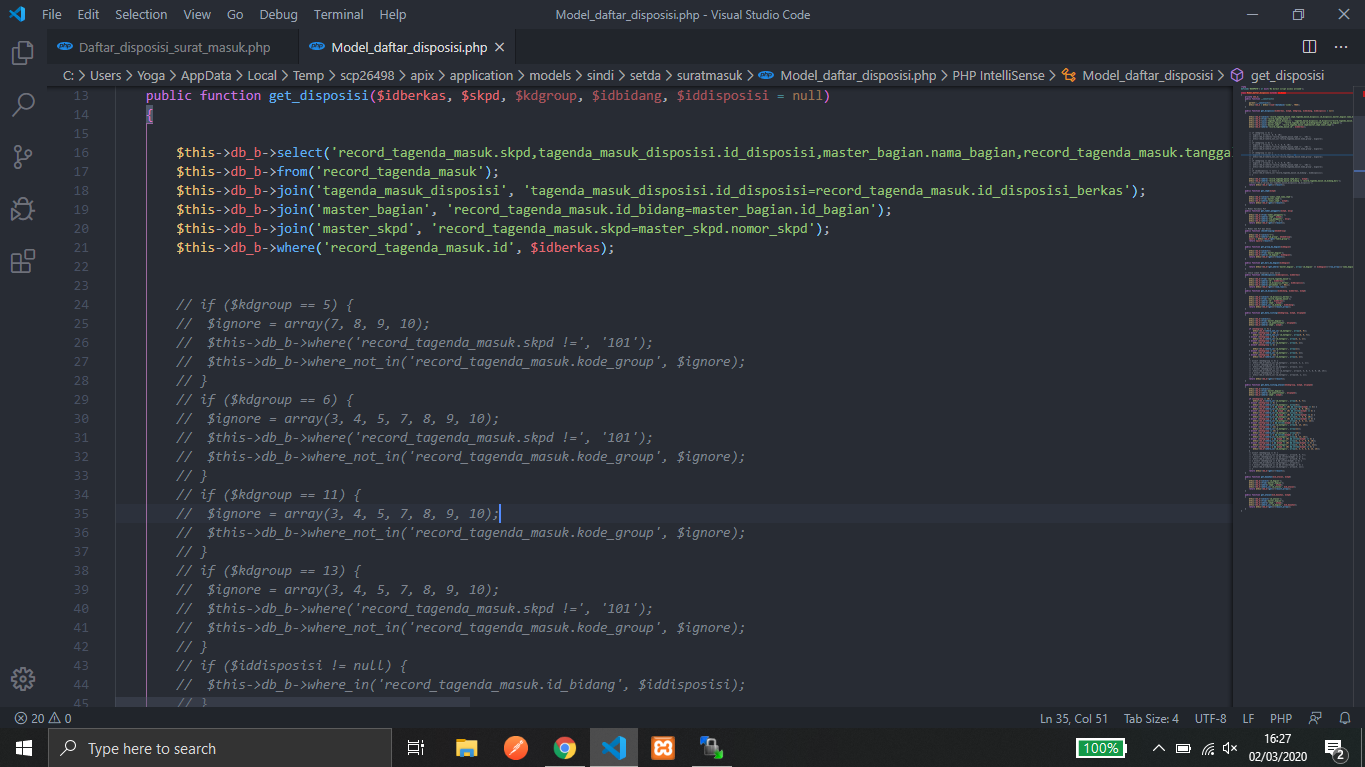 File Edit Selection View Go Debug Terminal Help Model_daftar_disposisi.php - Visual Studio Code
Daftar_disposisi_surat_masuk.php Model_daftar_disposisi.php
C: > Users > Yoga > AppData > Local > Temp > scp26498 > apix > application > models > sindi > setda > suratmasuk > Model_daftar_disposisi.php > PHP IntelliSense > Model_daftar_disposisi > get_disposisi
13 public function get_disposisi($idberkas, $skpd, $kdgroup, $idbidang, $iddisposisi = null)
14 {
15
16 $this->db_b->select('record_tagenda_masuk.skpd,tagenda_masuk_disposisi.id_disposisi,master_bagian.nama_bagian,record_tagenda_masuk.tangga
17 $this->db_b->from('record_tagenda_masuk');
18 $this->db_b->join('tagenda_masuk_disposisi', 'tagenda_masuk_disposisi.id_disposisi=record_tagenda_masuk.id_disposisi_berkas');
19 $this->db_b->join('master_bagian', 'record_tagenda_masuk.id_bidang=master_bagian.id_bagian');
20 $this->db_b->join('master_skpd', 'record_tagenda_masuk.skpd=master_skpd.nomor_skpd');
21 $this->db_b->where('record_tagenda_masuk.id', $idberkas);
22
23
24 // if ($kdgroup == 5) {
25 // $ignore = array(7, 8, 9, 10);
26 // $this->db_b->where('record_tagenda_masuk.skpd !=', '101');
27 // $this->db_b->where_not_in('record_tagenda_masuk.kode_group', $ignore);
28 // }
29 // if ($kdgroup == 6) {
30 // $ignore = array(3, 4, 5, 7, 8, 9, 10);
31 // $this->db_b->where('record_tagenda_masuk.skpd !=', '101');
32 // $this->db_b->where_not_in('record_tagenda_masuk.kode_group', $ignore);
33 // }
34 // if ($kdgroup == 11) {
35 // $ignore = array(3, 4, 5, 7, 8, 9, 10);
36 // $this->db_b->where_not_in('record_tagenda_masuk.kode_group', $ignore);
37 // }
38 // if ($kdgroup == 13) {
39 // $ignore = array(3, 4, 5, 7, 8, 9, 10);
40 // $this->db_b->where('record_tagenda_masuk.skpd !=', '101');
41 // $this->db_b->where_not_in('record_tagenda_masuk.kode_group', $ignore);
42 // }
43 // if ($iddisposisi != null) {
44 // $this->db_b->where_in('record_tagenda_masuk.id_bidang', $iddisposisi);
45 // }
20 0 Ln 35, Col 51 Tab Size: 4 UTF-8 LF PHP
Type here to search 100% 16:27
02/03/2020 2